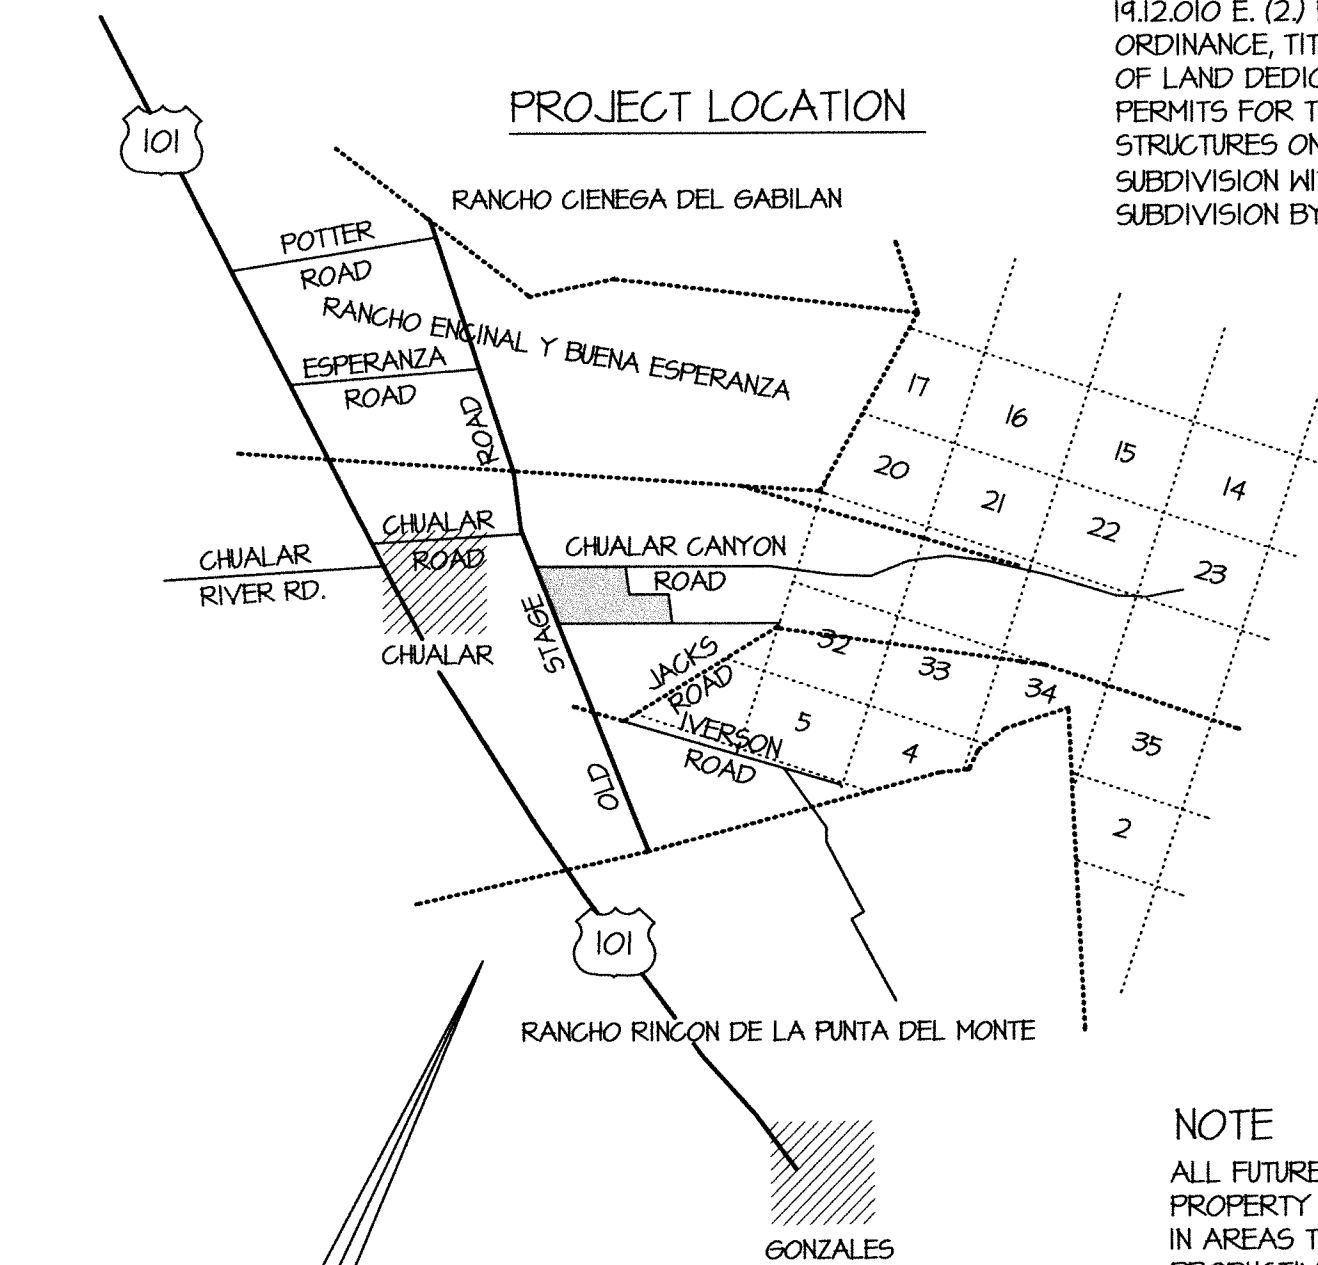 19.12.010 E. (2.)
ORDINANCE, TIT
OF LAND DEDIC
PERMITS FOR T
STRUCTURES ON
SUBDIVISION WI
SUBDIVISION BY
PROJECT LOCATION
101
RANCHO CIENEGA DEL GABILAN
POTTER
ROAD
RANCHO ENCINAL Y BUENA ESPERANZA
ESPERANZA
ROAD
ROAD
17
16
15
14
20
21
22
23
CHUALAR
ROAD
CHUALAR
RIVER RD.
CHUALAR CANYON
ROAD
CHUALAR
STAGE
JACKS
ROAD
32
33
34
35
IVERSON
ROAD
5
4
2
OLD
101
RANCHO RINCON DE LA PUNTA DEL MONTE
GONZALES
NOTE
ALL FUTURE
PROPERTY
IN AREAS T